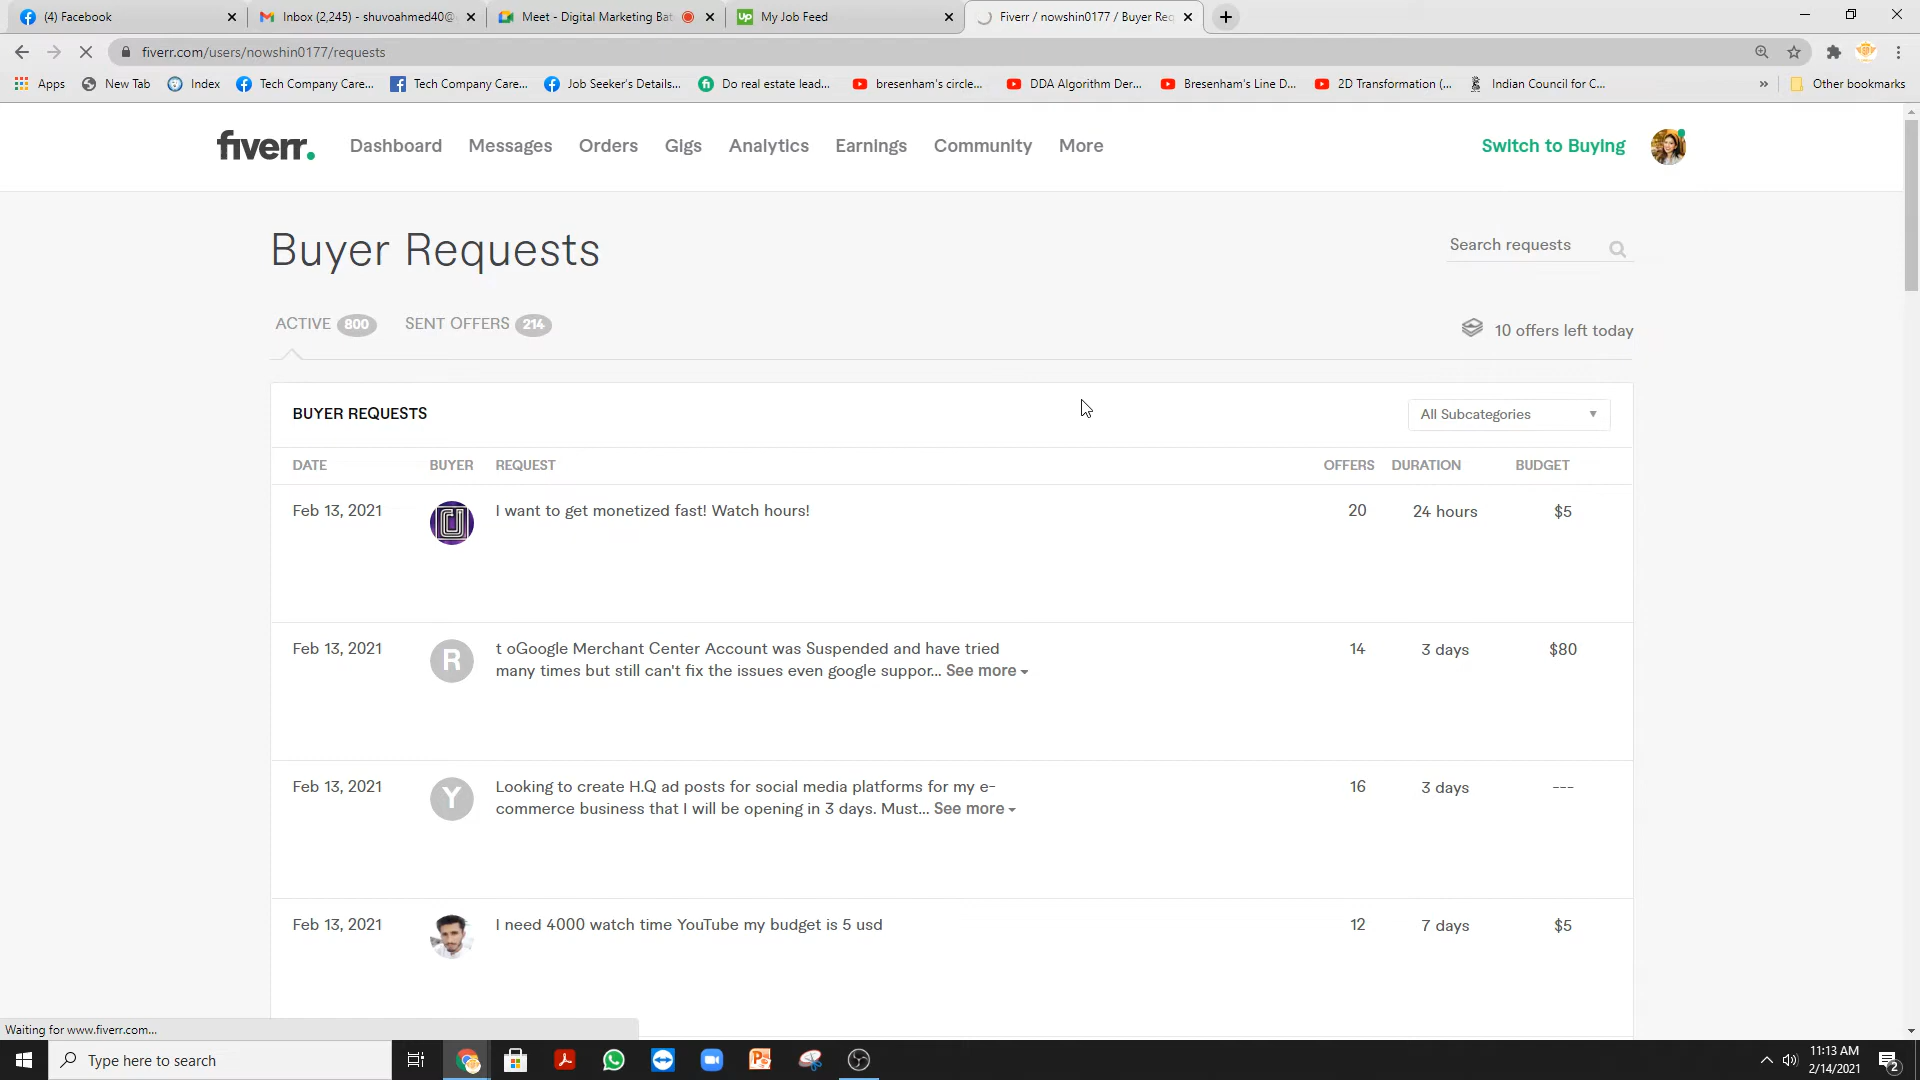 (4) Facebook
Inbox (2,245) - shuvoahmed40@
Meet - Digital Marketing Bat
My Job Feed
Fiverr / nowshin0177 / Buyer Req
fiverr.com/users/nowshin0177/requests
Apps
New Tab
Index
Tech Company Care...
Tech Company Care...
Job Seeker's Details...
Do real estate lead...
bresenham's circle...
DDA Algorithm Der...
Bresenham's Line D...
2D Transformation (...
Indian Council for C...
»
Other bookmarks
fiverr.
Dashboard
Messages
Orders
Gigs
Analytics
Earnings
Community
More
Switch to Buying
Buyer Requests
Search requests
ACTIVE 800
SENT OFFERS 214
10 offers left today
BUYER REQUESTS
All Subcategories
DATE BUYER REQUEST OFFERS DURATION BUDGET
Feb 13, 2021 I want to get monetized fast! Watch hours! 20 24 hours $5
Feb 13, 2021 R t oGoogle Merchant Center Account was Suspended and have tried 14 3 days $80
many times but still can't fix the issues even google suppor... See more
Feb 13, 2021 Y Looking to create H.Q ad posts for social media platforms for my e- 16 3 days ---
commerce business that I will be opening in 3 days. Must... See more
Feb 13, 2021 I need 4000 watch time YouTube my budget is 5 usd 12 7 days $5
Waiting for www.fiverr.com...
Type here to search
11:13 AM
2/14/2021
2